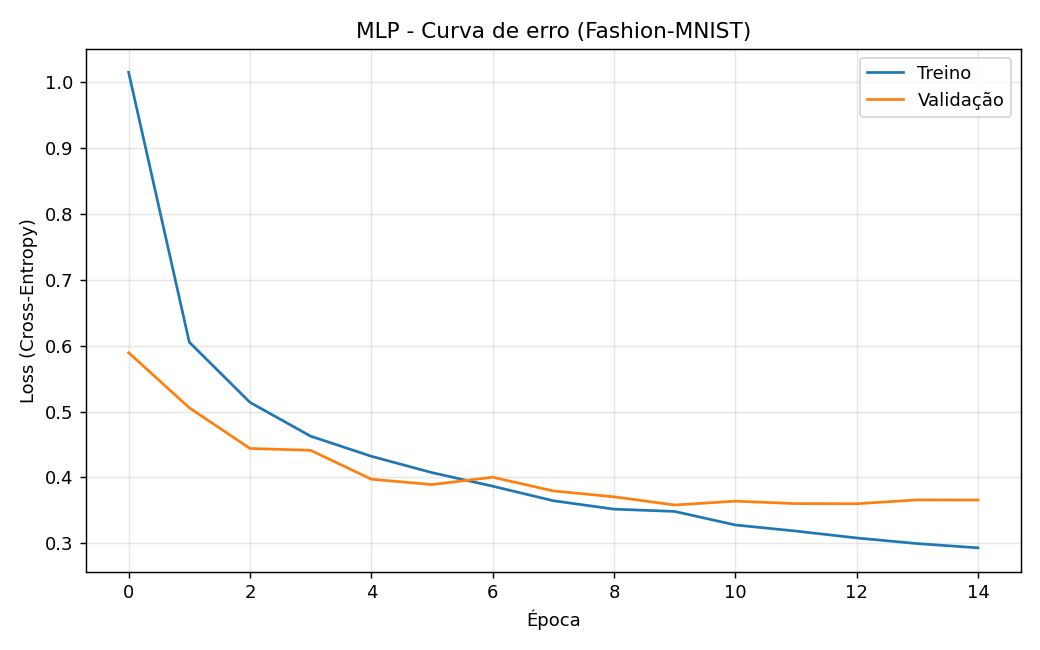 MLP - Curva de erro (Fashion-MNIST)
Treino
Validação
Loss (Cross-Entropy)
1.0
0.9
0.8
0.7
0.6
0.5
0.4
0.3
0 2 4 6 8 10 12 14
Época